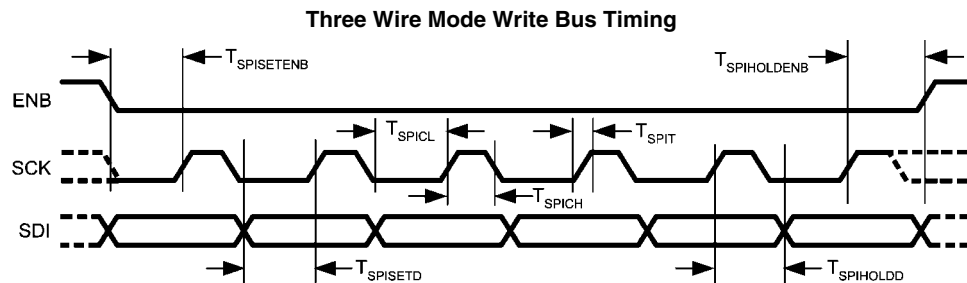 Three Wire Mode Write Bus Timing
TSPISETENB
TSPIHOLDENB
ENB
TSPICL
TSPIT
SCK
TSPICH
SDI
TSPISETD
TSPIHOLDD